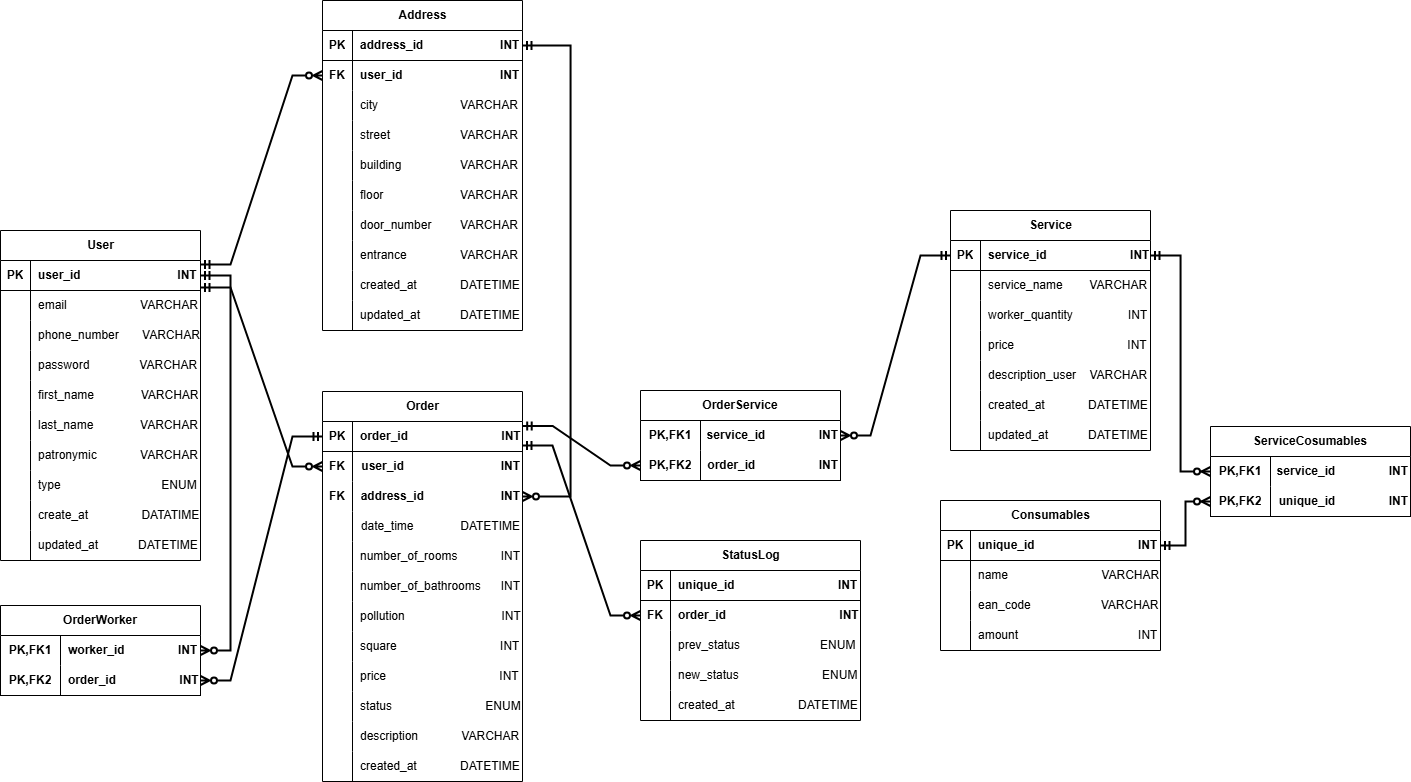 Address
PK address_id INT
FK user_id INT
city VARCHAR
street VARCHAR
building VARCHAR
floor VARCHAR
door_number VARCHAR
entrance VARCHAR
created_at DATETIME
updated_at DATETIME
User
PK user_id INT
email VARCHAR
phone_number VARCHAR
password VARCHAR
first_name VARCHAR
last_name VARCHAR
patronymic VARCHAR
type ENUM
create_at DATATIME
updated_at DATETIME
OrderWorker
PK,FK1 worker_id INT
PK,FK2 order_id INT
Order
PK order_id INT
FK user_id INT
FK address_id INT
date_time DATETIME
number_of_rooms INT
number_of_bathrooms INT
pollution INT
square INT
price INT
status ENUM
description VARCHAR
created_at DATETIME
OrderService
PK,FK1 service_id INT
PK,FK2 order_id INT
StatusLog
PK unique_id INT
FK order_id INT
prev_status ENUM
new_status ENUM
created_at DATETIME
Service
PK service_id INT
service_name VARCHAR
worker_quantity INT
price INT
description_user VARCHAR
created_at DATETIME
updated_at DATETIME
Consumables
PK unique_id INT
name VARCHAR
ean_code VARCHAR
amount INT
ServiceCosumables
PK,FK1 service_id INT
PK,FK2 unique_id INT